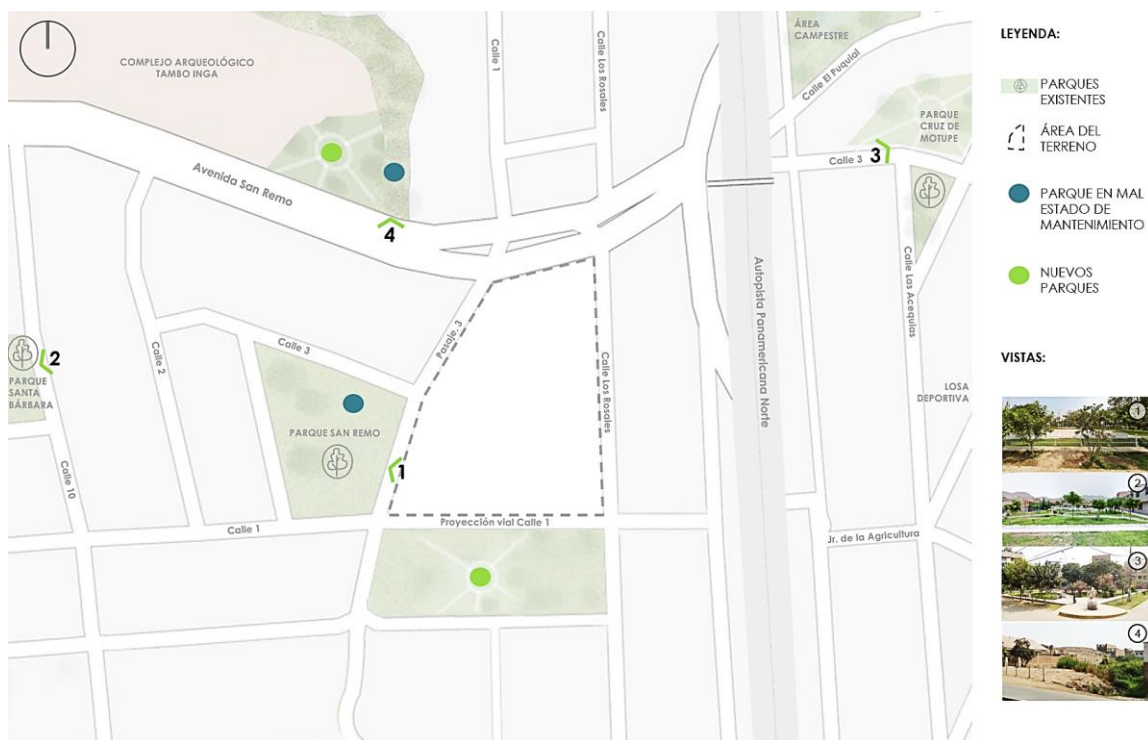 COMPLEJO ARQUEOLÓGICO
TAMBO INGA
Calle 1
Calle Los Rosales
ÁREA
CAMPESTRE
Calle El Puquial
PARQUE
CRUZ DE
MOTUPE
Calle 3
3
Avenida San Remo
4
Autopista Panamericana Norte
Calle Las Acequias
Pasaje. 3
Calle 3
Calle 2
2
PARQUE
SANTA
BÁRBARA
Calle Los Rosales
LOSA
DEPORTIVA
PARQUE SAN REMO
1
Calle 10
Calle 1
Proyección vial Calle 1
Jr. de la Agricultura
LEYENDA:
PARQUES
EXISTENTES
ÁREA DEL
TERRENO
PARQUE EN MAL
ESTADO DE
MANTENIMIENTO
NUEVOS
PARQUES
VISTAS:
1
2
3
4